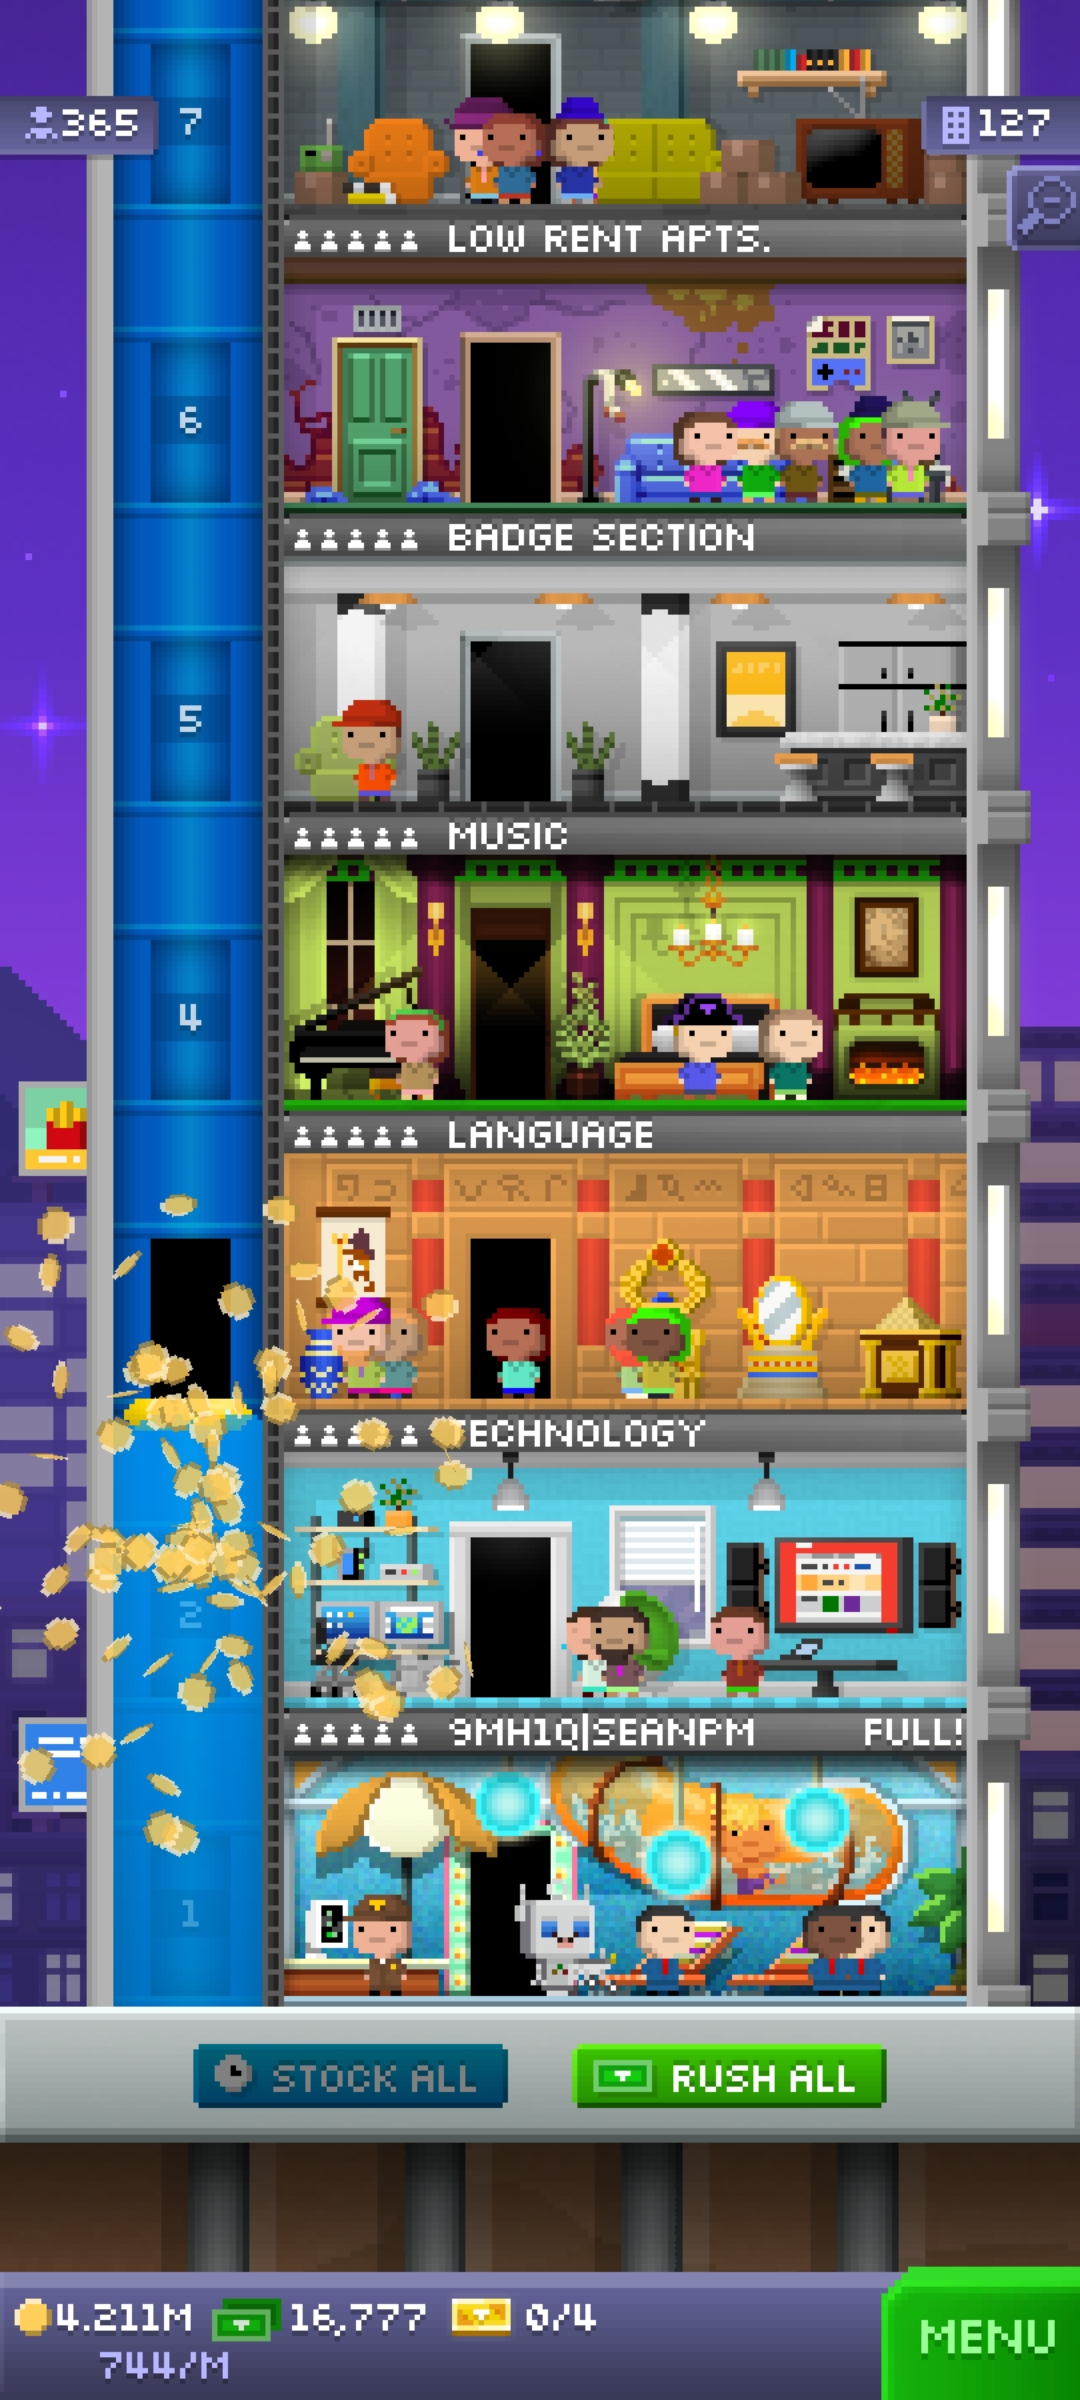 365
7
127
LOW RENT APTS.
6
BADGE SECTION
5
MUSIC
4
LANGUAGE
TECHNOLOGY
2
9MH1Q|SEANPM FULL!
1
STOCK ALL
RUSH ALL
4.211M 16,777 0/4
744/M
MENU